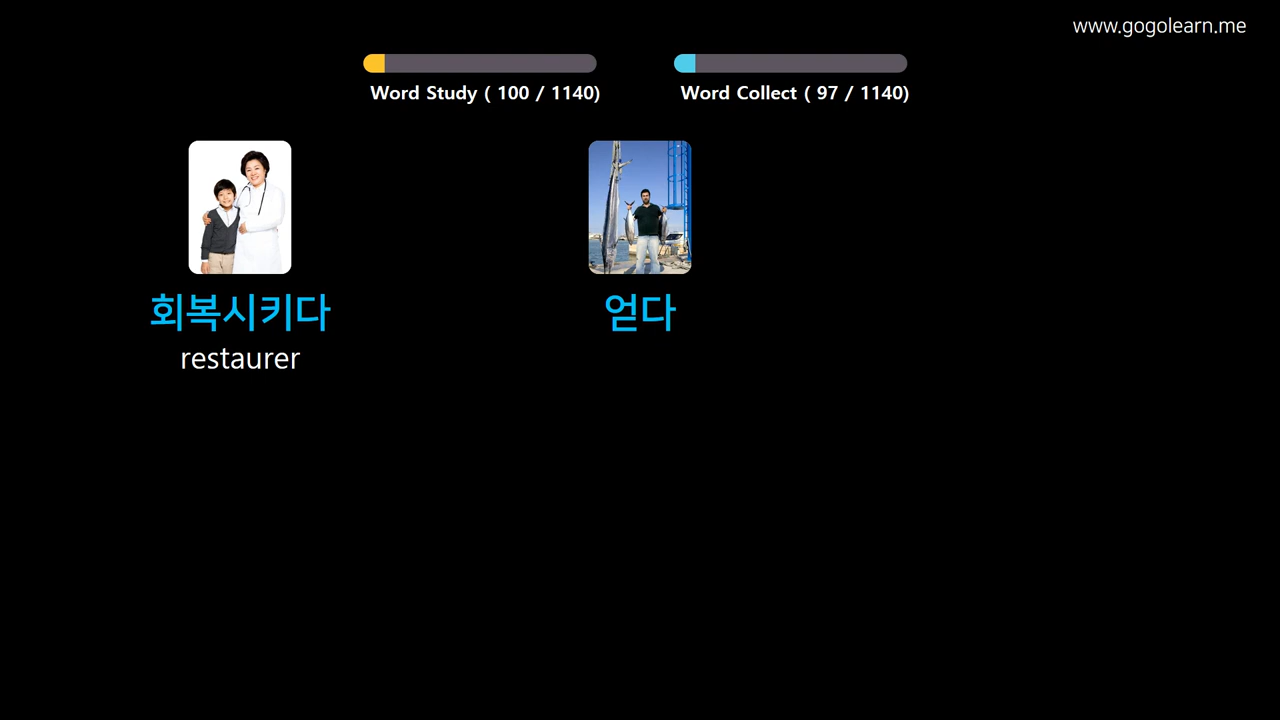 www.gogolearn.me
Word Study ( 100 / 1140)
Word Collect ( 97 / 1140)
회복시키다
얻다
restaurer